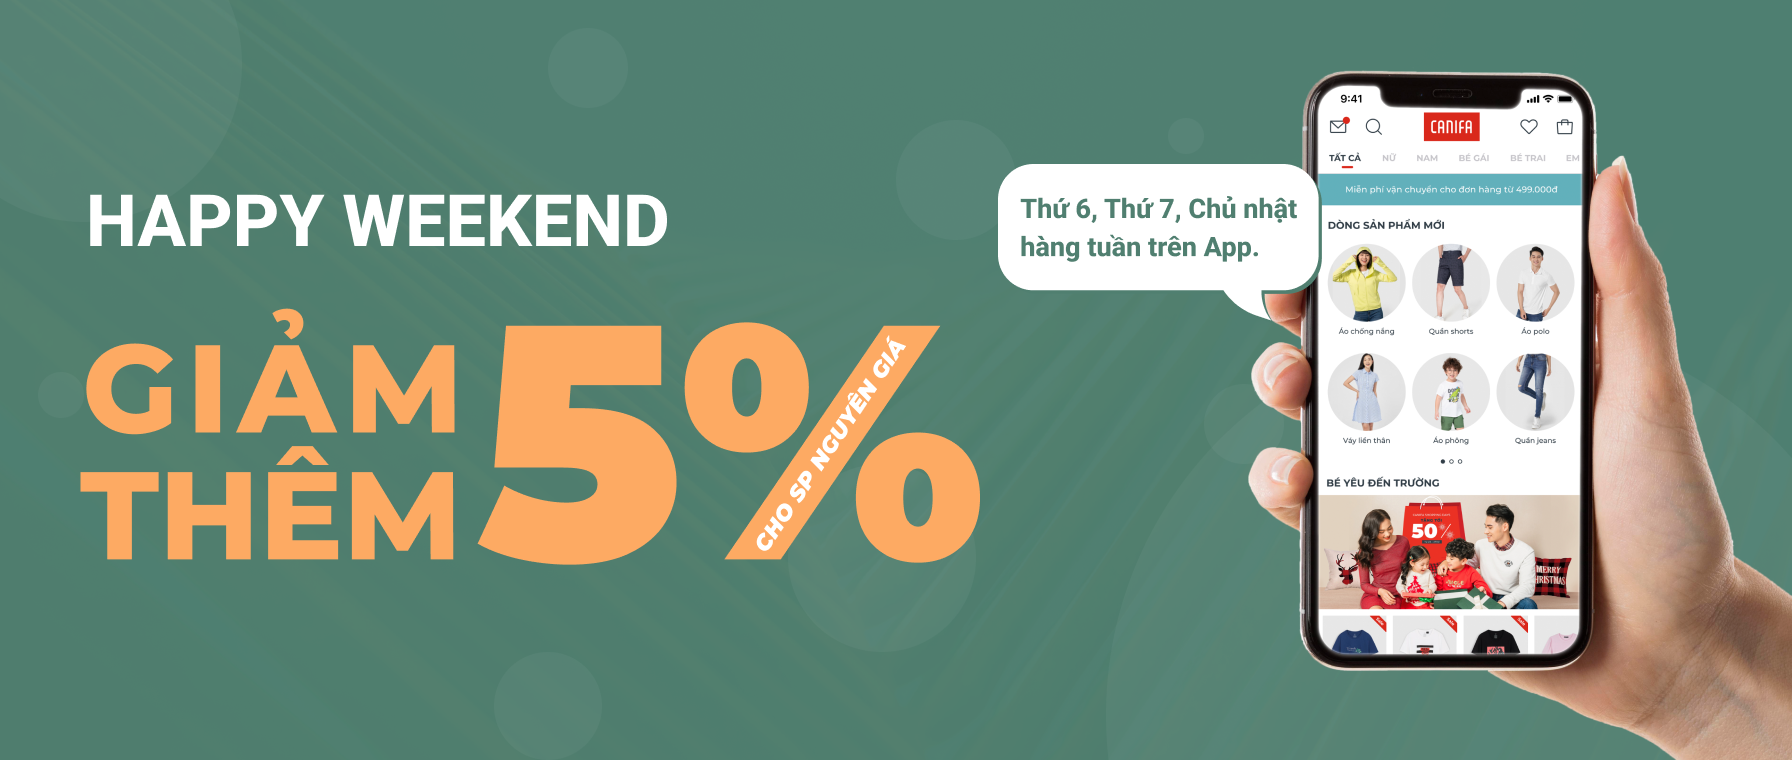 HAPPY WEEKEND
GIẢM
THÊM
5%
CHO SP NGUYÊN GIÁ
Thứ 6, Thứ 7, Chủ nhật
hàng tuần trên App.
9:41
CANIFA
TẤT CẢ NỮ NAM BÉ GÁI BÉ TRAI EM
Miễn phí vận chuyển cho đơn hàng từ 499.000đ
DÒNG SẢN PHẨM MỚI
Áo chống nắng Quần shorts Áo polo
Váy liền thân Áo phông Quần jeans
BÉ YÊU ĐẾN TRƯỜNG
50%
MERRY
CHRISTMAS